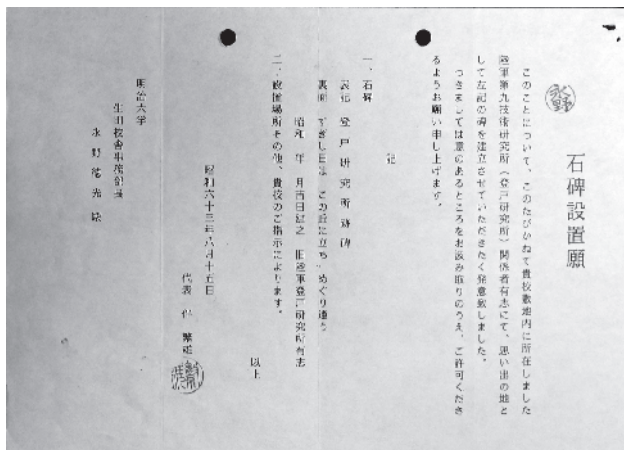 石碑設置願
永野
このことについて、このたびかねて貴校敷地内に所在しました
陸軍第九技術研究所(登戸研究所)関係者有志にて、思い出の地と
して左記の碑を建立させていただきたく発意致しました。
つきましては意のあるところをお汲み取りのうえ、ご許可くださ
るようお願い申し上げます。
記
一、石碑
表記 登戸研究所跡碑
裏面 すぎし日は この丘に立ち めぐり逢う
昭和 年 月吉日建之 旧陸軍登戸研究所有志
二、設置場所その他、貴校のご指示によります。
以上
昭和六十三年八月十五日
代表 伴 繁雄
明治大学
生田校舎事務部長
永野 光 殿